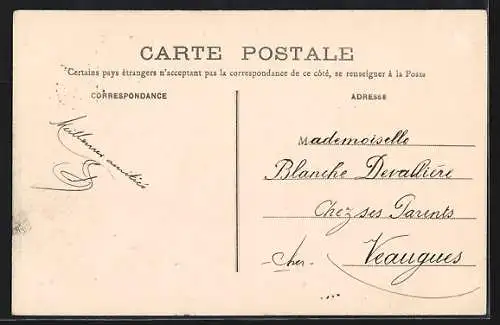 CARTE POSTALE
Certains pays étrangers n'acceptant pas la correspondance de ce côté, se renseigner à la Poste
CORRESPONDANCE
Meilleures amitiés
ADRESSE
Mademoiselle
Blanche Devallière
Chez ses Parents
Veaugues
-Cher-